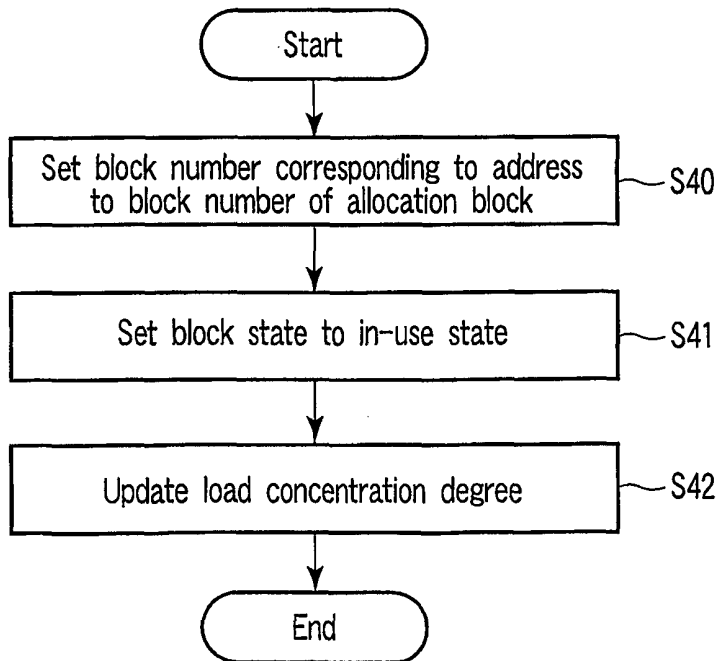 Start
Set block number corresponding to address
to block number of allocation block
S40
Set block state to in-use state
S41
Update load concentration degree
S42
End